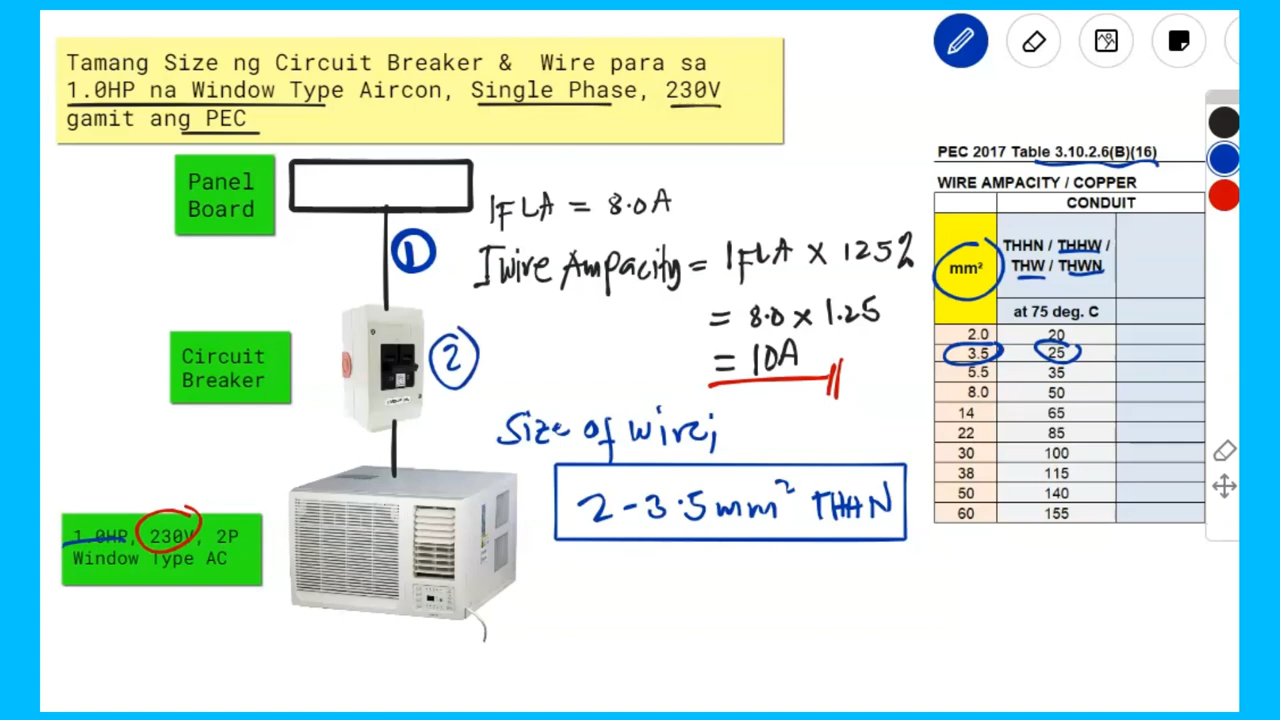 Tamang Size ng Circuit Breaker & Wire para sa
1.0HP na Window Type Aircon, Single Phase, 230V
gamit ang PEC
Panel
Board
1
IFLA = 8.0A
Iwire Ampacity = IFLA x 125%
= 8.0 x 1.25
= 10A
Circuit
Breaker
2
Size of wire;
2-3.5mm² THHN
1.0HP, 230V, 2P
Window Type AC
PEC 2017 Table 3.10.2.6(B)(16)
WIRE AMPACITY / COPPER
CONDUIT
mm²
THHN / THHW /
THW / THWN
at 75 deg. C
2.0 20
3.5 25
5.5 35
8.0 50
14 65
22 85
30 100
38 115
50 140
60 155